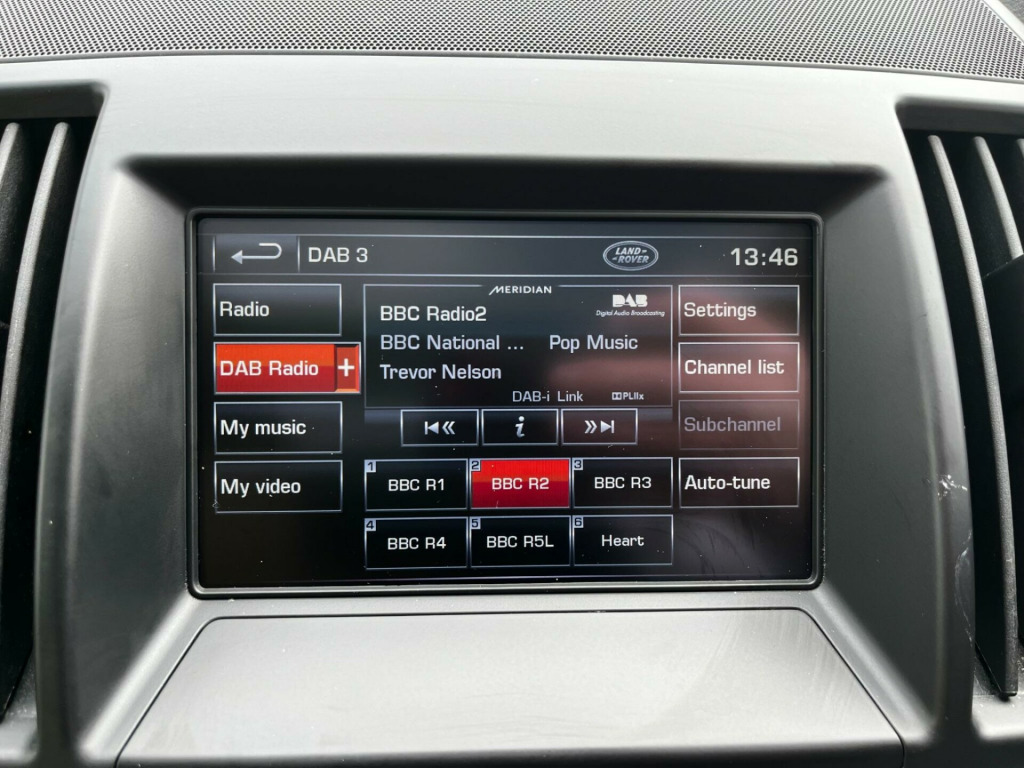 DAB 3
LAND-
-ROVER
13:46
Radio
DAB Radio +
My music
My video
MERIDIAN
BBC Radio2
DAB
Digital Audio Broadcasting
BBC National ... Pop Music
Trevor Nelson
DAB-i Link PLIIx
i
1 BBC R1
2 BBC R2
3 BBC R3
4 BBC R4
5 BBC R5L
6 Heart
Settings
Channel list
Subchannel
Auto-tune